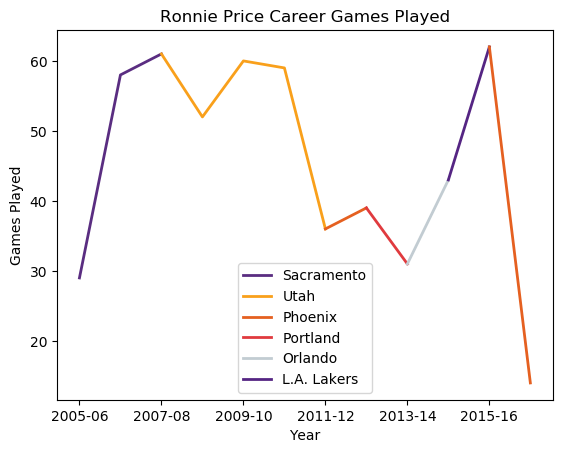 Ronnie Price Career Games Played
Games Played
60
50
40
30
20
Sacramento
Utah
Phoenix
Portland
Orlando
L.A. Lakers
2005-06 2007-08 2009-10 2011-12 2013-14 2015-16
Year